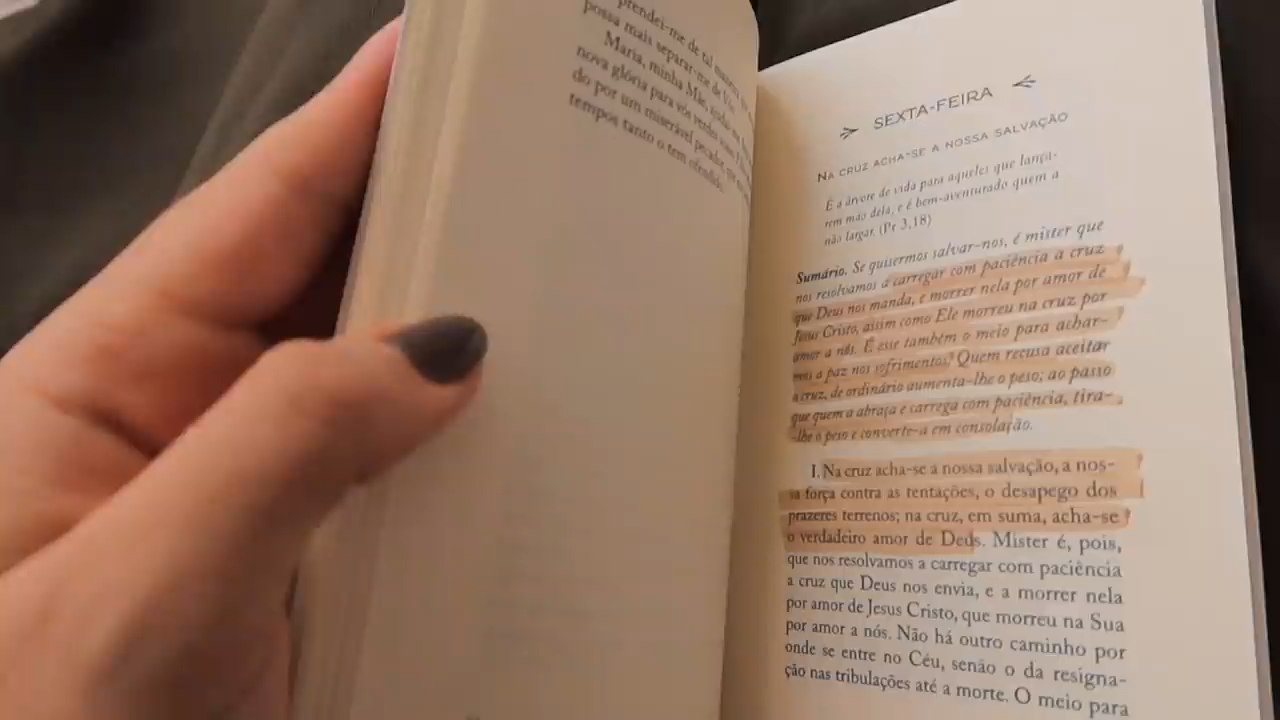 prendei-me de tal
possa mais separar-me de Vós.
Maria, minha Mãe,
nova glória para vós
do por um miserável pecador, que
tempos tanto o tem ofendido.
SEXTA-FEIRA
NA CRUZ ACHA-SE A NOSSA SALVAÇÃO
É a árvore de vida para aqueles que lança-
rem mão dela, e é bem-aventurado quem a
não largar. (Pr 3,18)
Sumário. Se quisermos salvar-nos, é mister que
nos resolvamos a carregar com paciência a cruz
que Deus nos manda, e morrer nela por amor de
Jesus Cristo, assim como Ele morreu na cruz por
amor a nós. É esse também o meio para achar-
mos a paz nos sofrimentos. Quem recusa aceitar
a cruz, de ordinário aumenta-lhe o peso; ao passo
que quem a abraça e carrega com paciência, tira-
-lhe o peso e converte-a em consolação.
I. Na cruz acha-se a nossa salvação, a nos-
sa força contra as tentações, o desapego dos
prazeres terrenos; na cruz, em suma, acha-se
o verdadeiro amor de Deus. Mister é, pois,
que nos resolvamos a carregar com paciência
a cruz que Deus nos envia, e a morrer nela
por amor de Jesus Cristo, que morreu na Sua
por amor a nós. Não há outro caminho por
onde se entre no Céu, senão o da resigna-
ção nas tribulações até a morte. O meio para